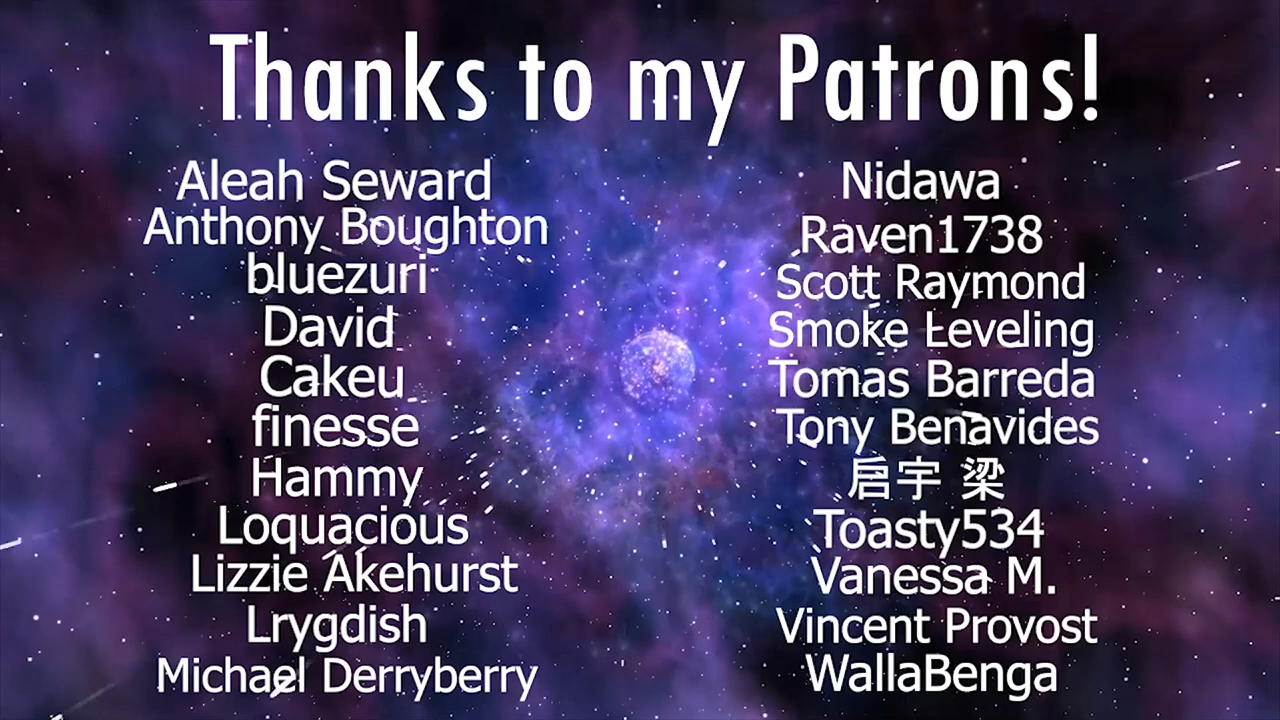 Thanks to my Patrons!
Aleah Seward
Anthony Boughton
bluezuri
David
Cakeu
finesse
Hammy
Loquacious
Lizzie Akehurst
Lrygdish
Michael Derryberry
Nidawa
Raven1738
Scott Raymond
Smoke Leveling
Tomas Barreda
Tony Benavides
启宇 梁
Toasty534
Vanessa M.
Vincent Provost
WallaBenga